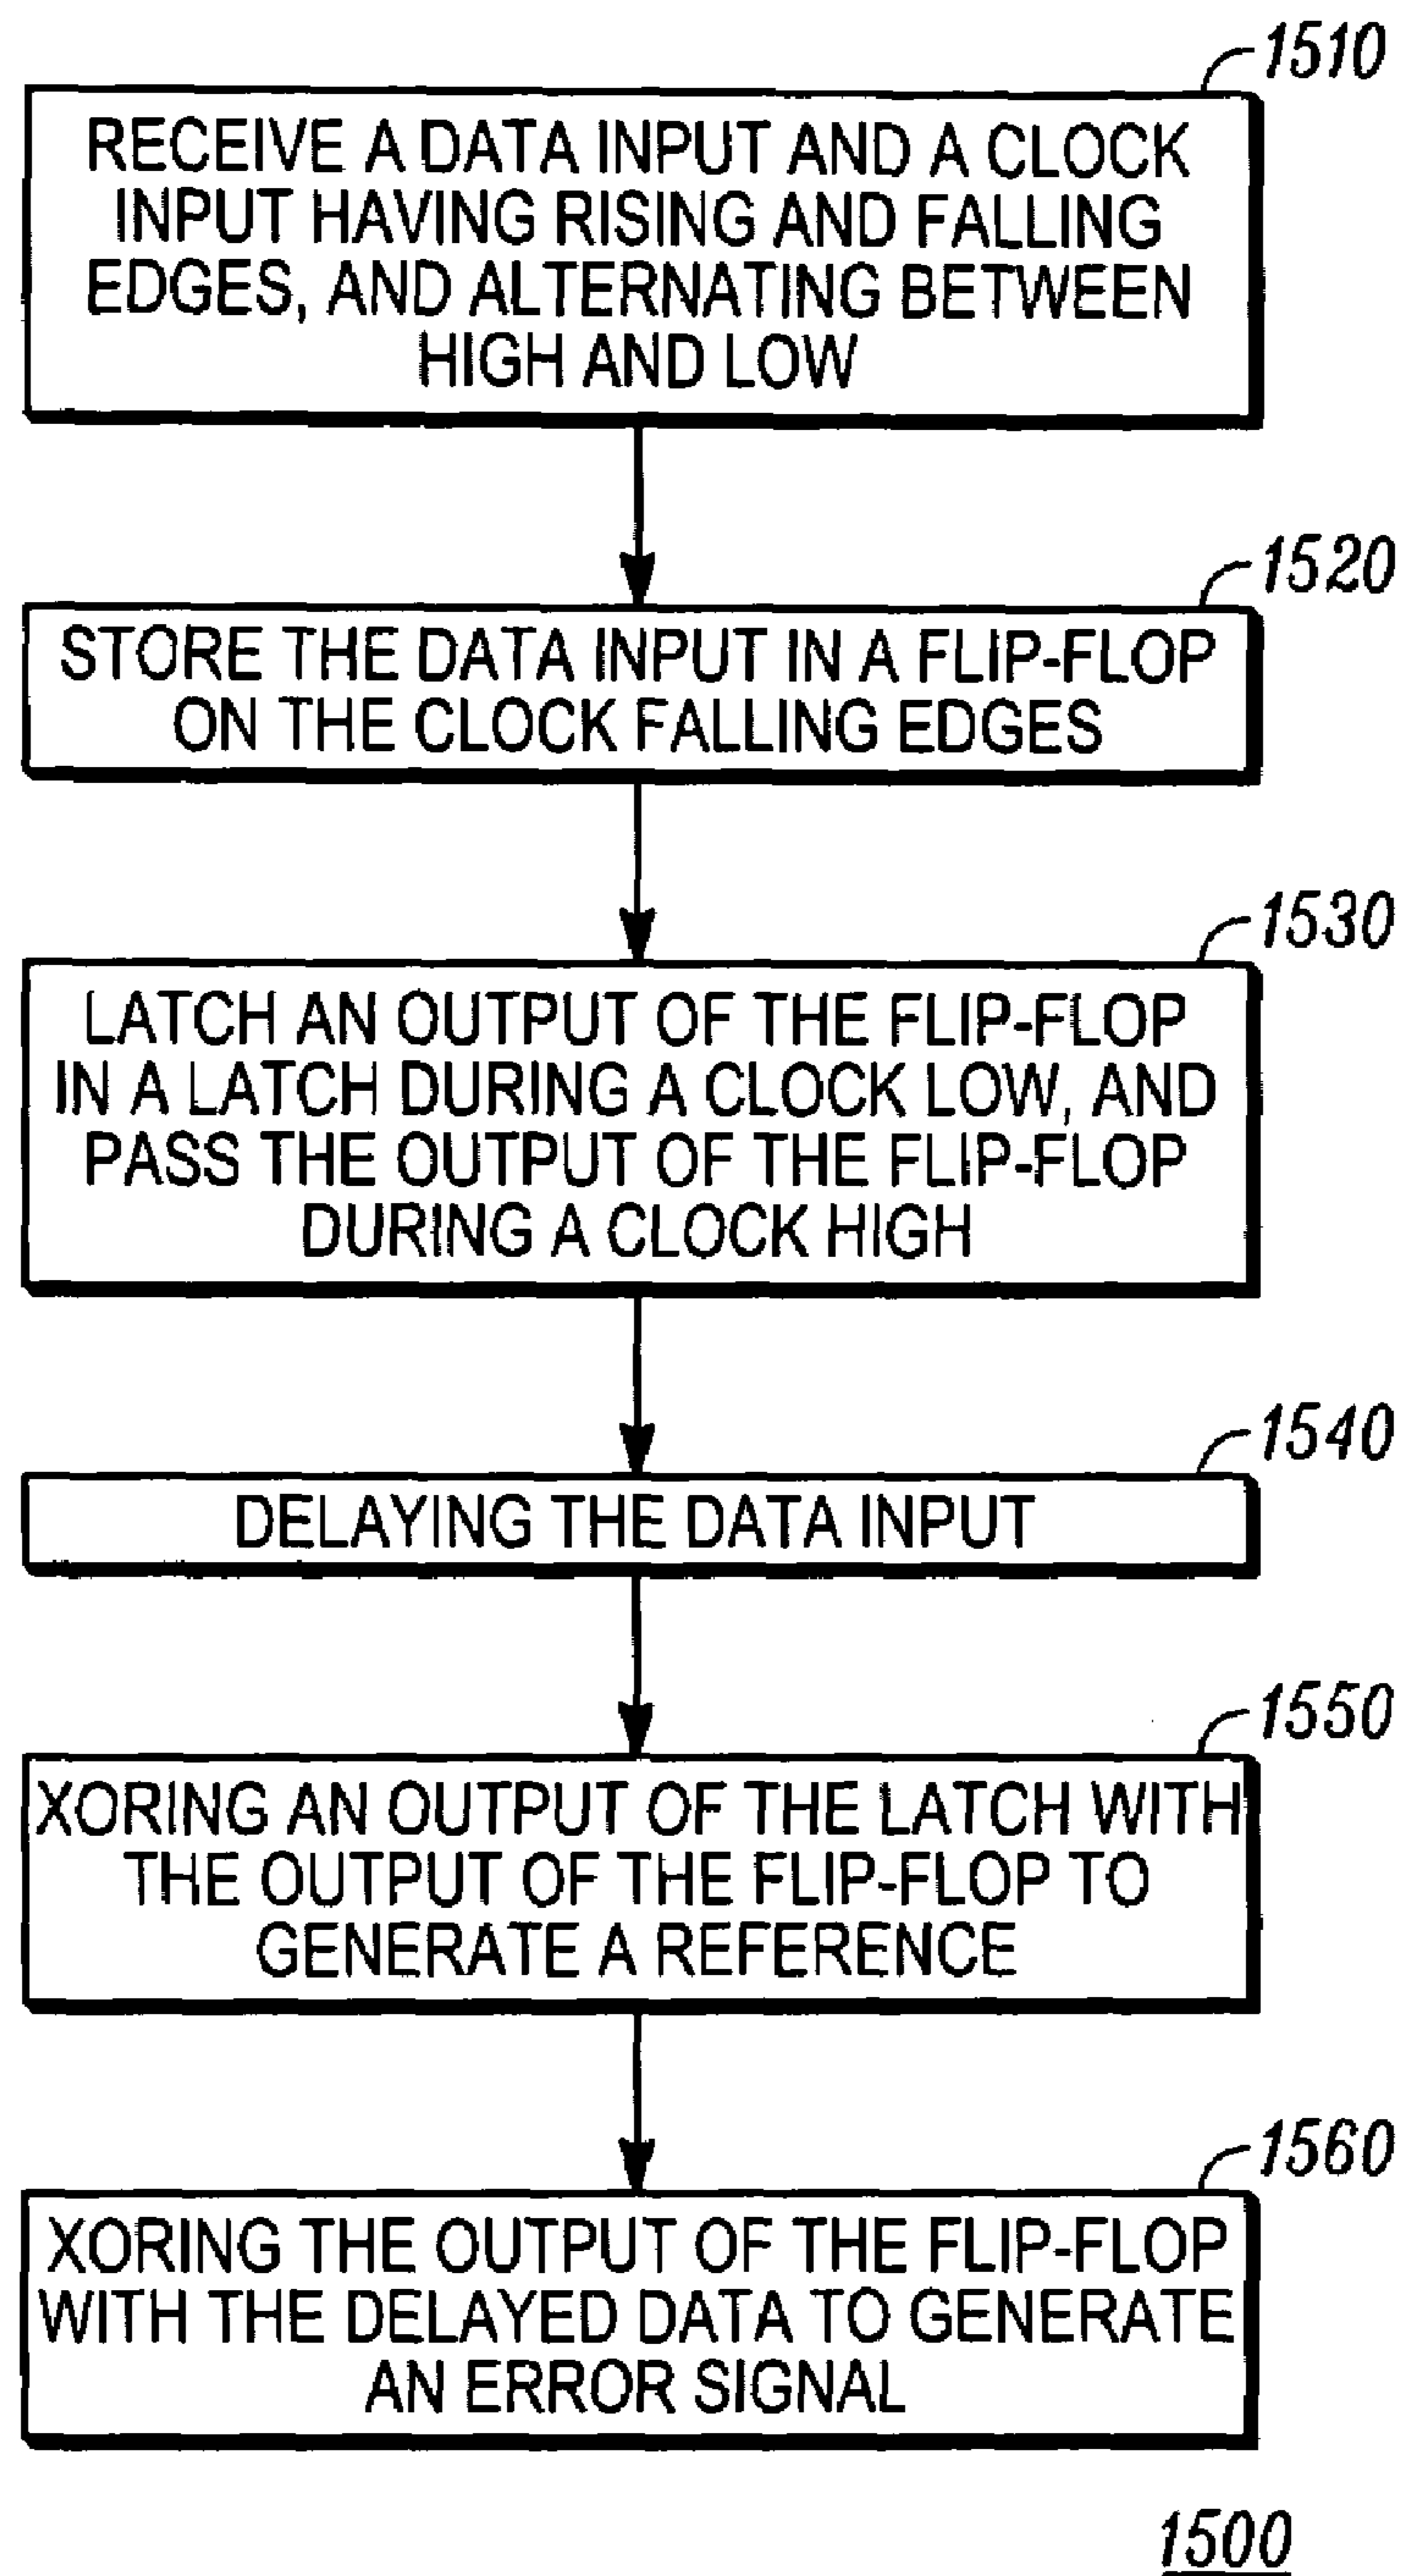 1510
RECEIVE A DATA INPUT AND A CLOCK
INPUT HAVING RISING AND FALLING
EDGES, AND ALTERNATING BETWEEN
HIGH AND LOW
1520
STORE THE DATA INPUT IN A FLIP-FLOP
ON THE CLOCK FALLING EDGES
1530
LATCH AN OUTPUT OF THE FLIP-FLOP
IN A LATCH DURING A CLOCK LOW, AND
PASS THE OUTPUT OF THE FLIP-FLOP
DURING A CLOCK HIGH
1540
DELAYING THE DATA INPUT
1550
XORING AN OUTPUT OF THE LATCH WITH
THE OUTPUT OF THE FLIP-FLOP TO
GENERATE A REFERENCE
1560
XORING THE OUTPUT OF THE FLIP-FLOP
WITH THE DELAYED DATA TO GENERATE
AN ERROR SIGNAL
1500